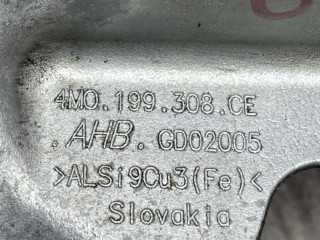 4M0.199.308.CE
.AHB. GD02005
>ALSi9Cu3(Fe)<
Slovakia